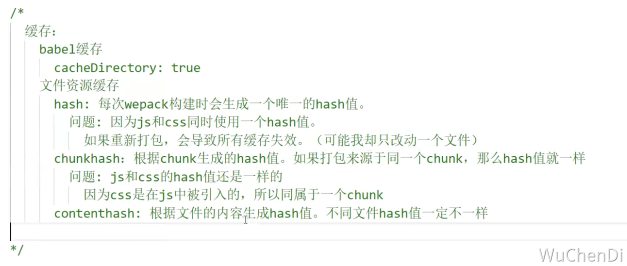 /*
缓存:
babel缓存
cacheDirectory: true
文件资源缓存
hash: 每次wepack构建时会生成一个唯一的hash值。
问题: 因为js和css同时使用一个hash值。
如果重新打包，会导致所有缓存失效。（可能我却只改动一个文件）
chunkhash: 根据chunk生成的hash值。如果打包来源于同一个chunk，那么hash值就一样
问题: js和css的hash值还是一样的
因为css是在js中被引入的，所以同属于一个chunk
contenthash: 根据文件的内容生成hash值。不同文件hash值一定不一样
*/
WuChenDi